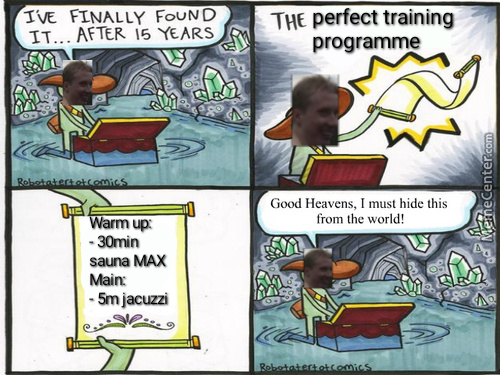 I'VE FINALLY FOUND
IT... AFTER 15 YEARS
THE perfect training
programme
MemeCenter.com
Robotatertotcomics
Warm up:
- 30min
sauna MAX
Main:
- 5m jacuzzi
Good Heavens, I must hide this
from the world!
Robotatertotcomics